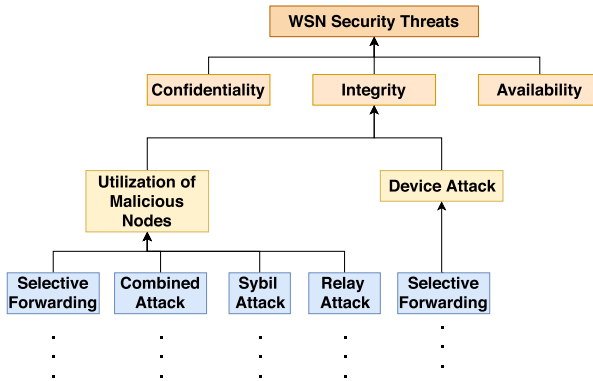 WSN Security Threats
Confidentiality
Integrity
Availability
Utilization of
Malicious
Nodes
Device Attack
Selective
Forwarding
Combined
Attack
Sybil
Attack
Relay
Attack
Selective
Forwarding